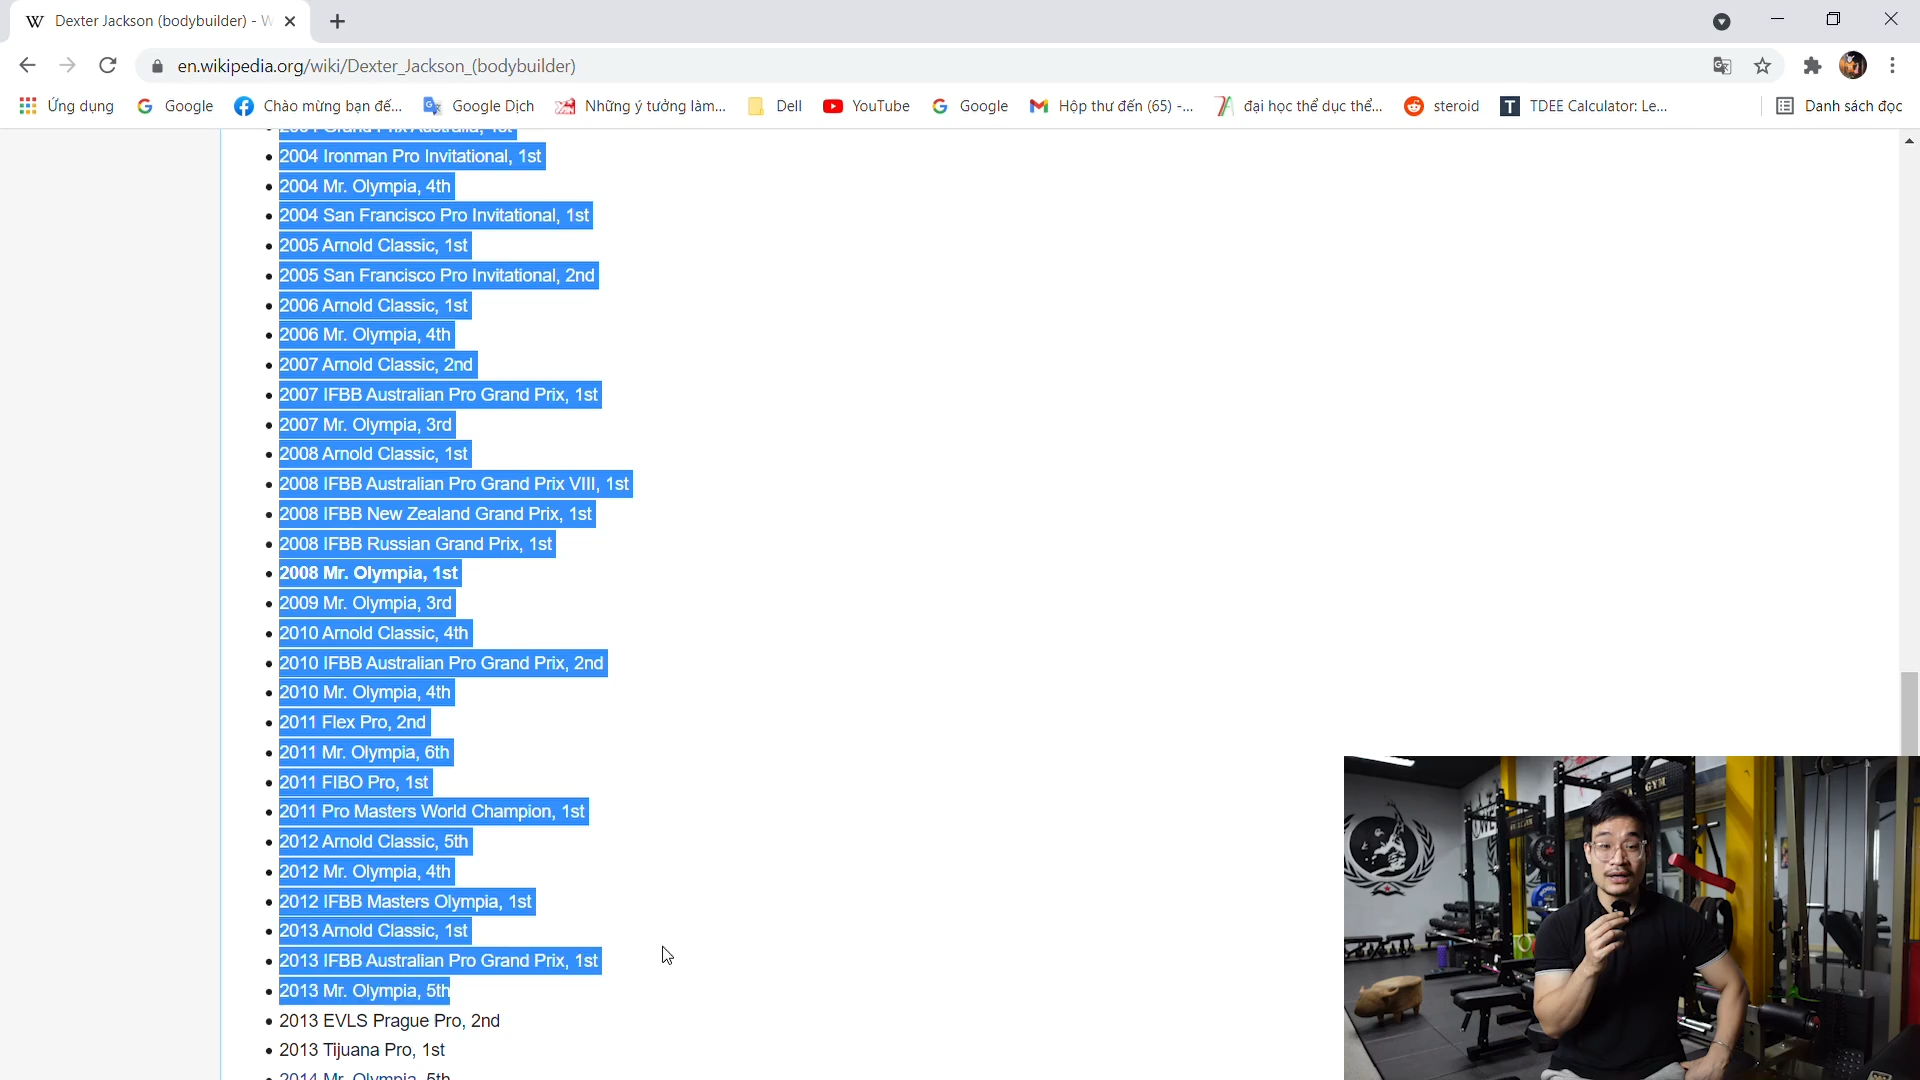 Dexter Jackson (bodybuilder) - W
en.wikipedia.org/wiki/Dexter_Jackson_(bodybuilder)
Ứng dụng
Google
Chào mừng bạn đế...
Google Dịch
Những ý tưởng làm...
Dell
YouTube
Google
Hộp thư đến (65) -...
đại học thể dục thể...
steroid
TDEE Calculator: Le...
Danh sách đọc
2004 Grand Prix Australia, 1st
2004 Ironman Pro Invitational, 1st
2004 Mr. Olympia, 4th
2004 San Francisco Pro Invitational, 1st
2005 Arnold Classic, 1st
2005 San Francisco Pro Invitational, 2nd
2006 Arnold Classic, 1st
2006 Mr. Olympia, 4th
2007 Arnold Classic, 2nd
2007 IFBB Australian Pro Grand Prix, 1st
2007 Mr. Olympia, 3rd
2008 Arnold Classic, 1st
2008 IFBB Australian Pro Grand Prix VIII, 1st
2008 IFBB New Zealand Grand Prix, 1st
2008 IFBB Russian Grand Prix, 1st
2008 Mr. Olympia, 1st
2009 Mr. Olympia, 3rd
2010 Arnold Classic, 4th
2010 IFBB Australian Pro Grand Prix, 2nd
2010 Mr. Olympia, 4th
2011 Flex Pro, 2nd
2011 Mr. Olympia, 6th
2011 FIBO Pro, 1st
2011 Pro Masters World Champion, 1st
2012 Arnold Classic, 5th
2012 Mr. Olympia, 4th
2012 IFBB Masters Olympia, 1st
2013 Arnold Classic, 1st
2013 IFBB Australian Pro Grand Prix, 1st
2013 Mr. Olympia, 5th
2013 EVLS Prague Pro, 2nd
2013 Tijuana Pro, 1st
2014 Mr. Olympia, 5th
GYM